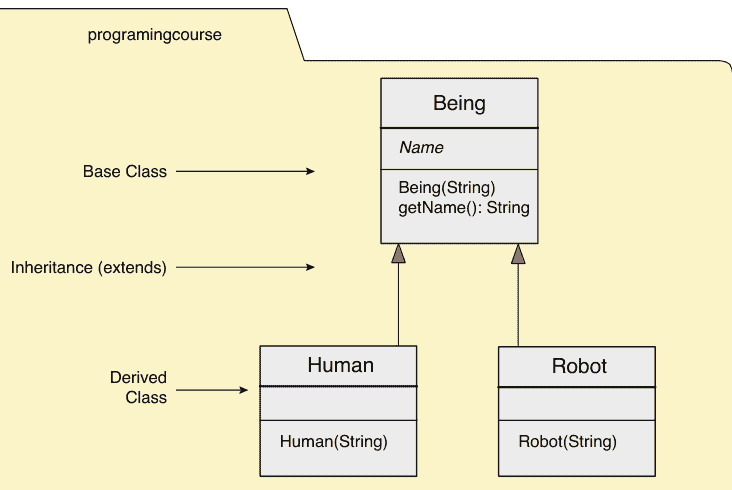 programingcourse
Being
Name
Base Class
Being(String)
getName(): String
Inheritance (extends)
Human
Robot
Derived
Class
Human(String)
Robot(String)